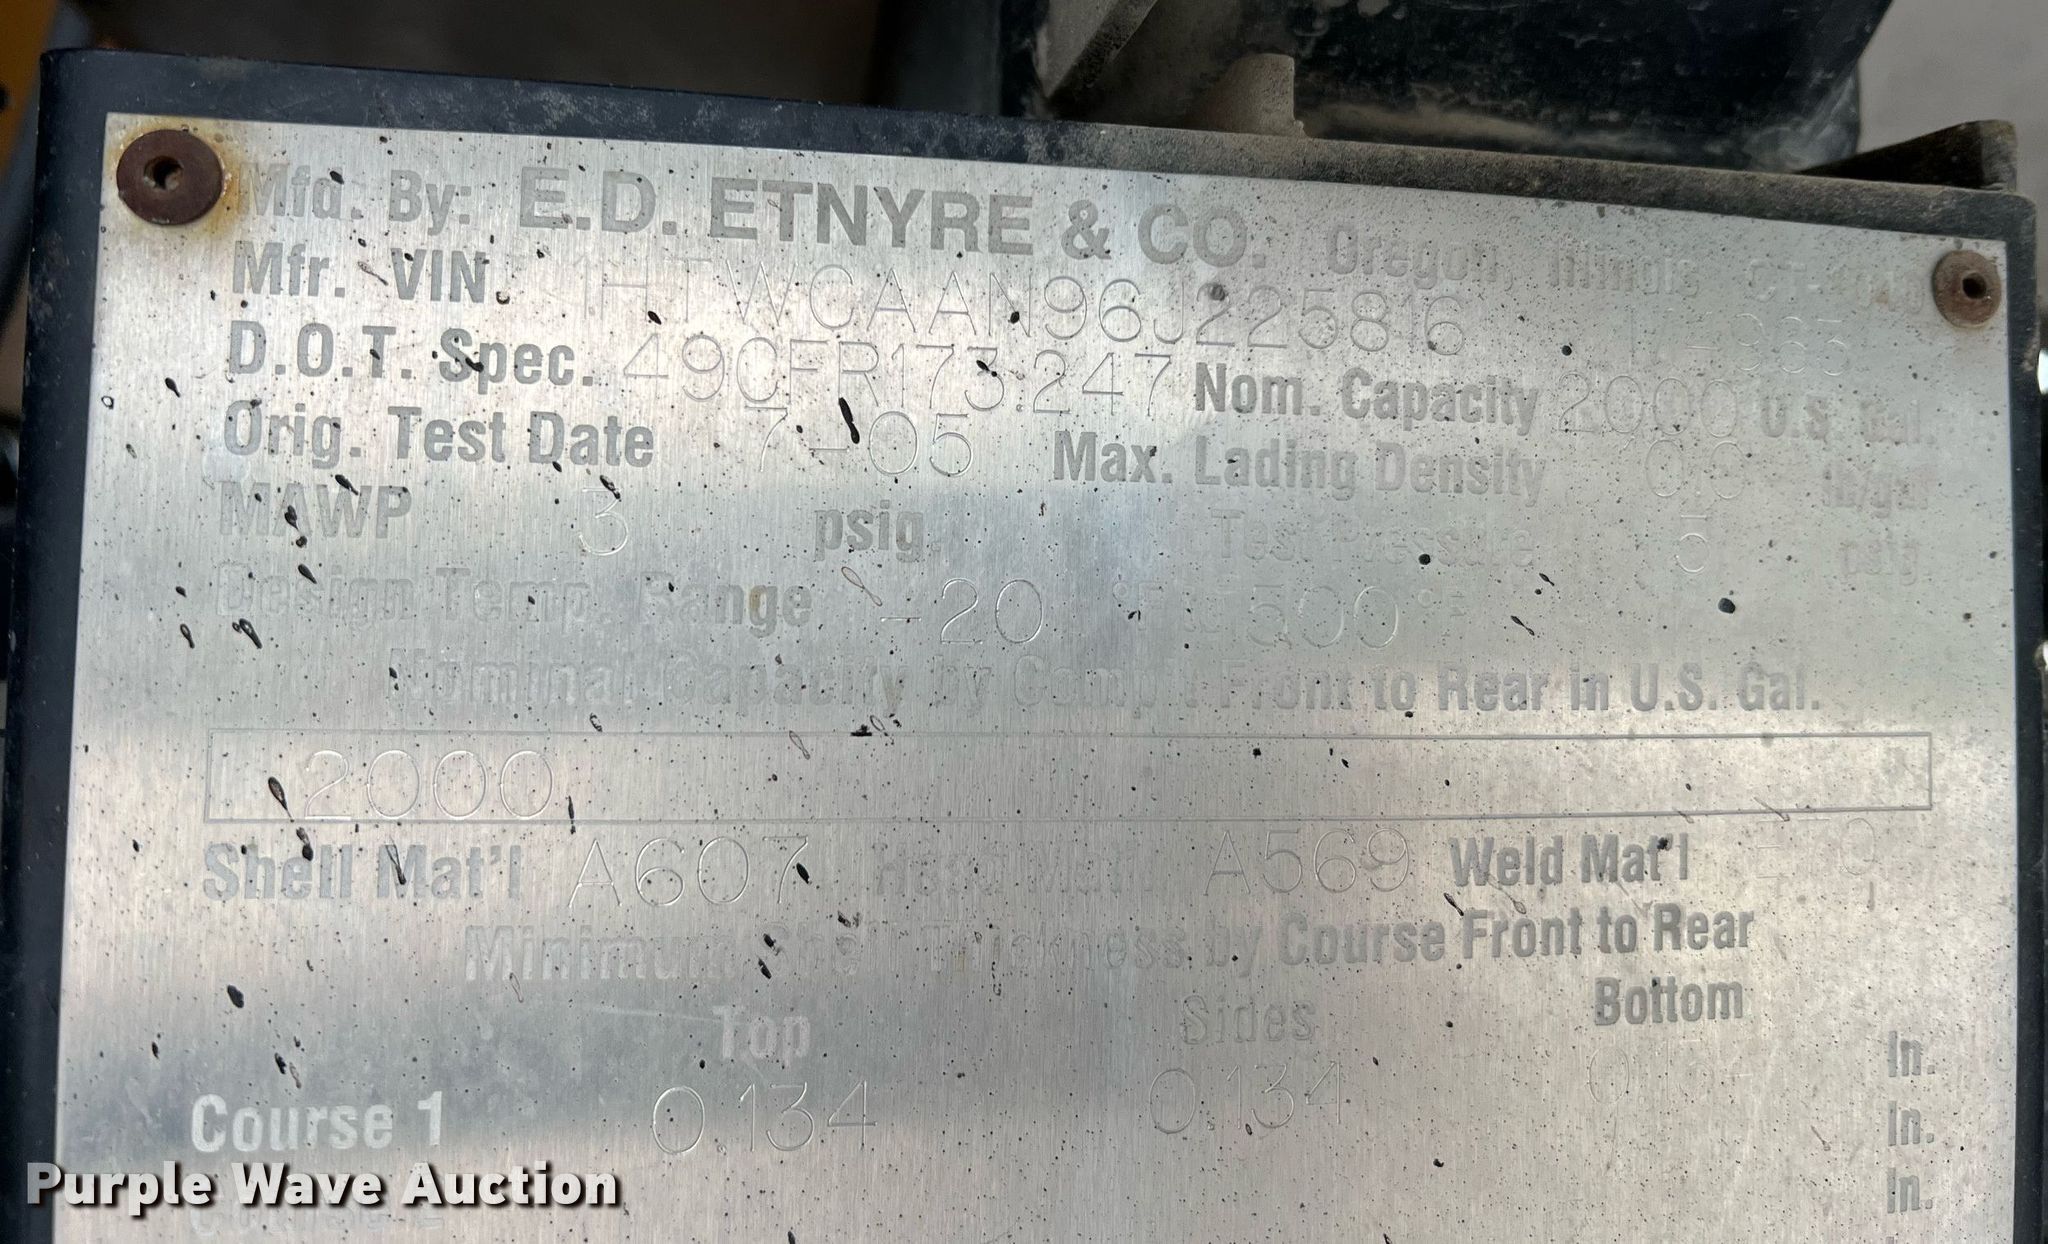 Mfd. By: E.D. ETNYRE & CO. Oregon, Illinois
Mfr. VIN 1HTWCAAN96J225816
D.O.T. Spec. 49CFR173.247 Nom. Capacity 2000 U.S. Gal.
Orig. Test Date 7-05 Max. Lading Density lb/gal
MAWP 3 psig. Test Pressure 5 psig
Design Temp. Range -20 °F to 500 °F
Nominal Capacity by Comp't Front to Rear in U.S. Gal.
2000
Shell Mat'l A607 Head Mat'l A569 Weld Mat'l
Minimum Shell Thickness by Course Front to Rear
Top Sides Bottom
In.
Course 1 0.134 0.134 In.
In.
Purple Wave Auction